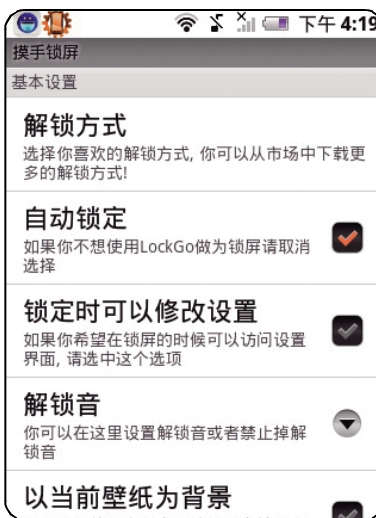 下午 4:19
摸手锁屏
基本设置
解锁方式
选择你喜欢的解锁方式, 你可以从市场中下载更
多的解锁方式!
自动锁定
如果你不想使用LockGo做为锁屏请取消
选择
锁定时可以修改设置
如果你希望在锁屏的时候可以访问设置
界面, 请选中这个选项
解锁音
你可以在这里设置解锁音或者禁止掉解
锁音
以当前壁纸为背景